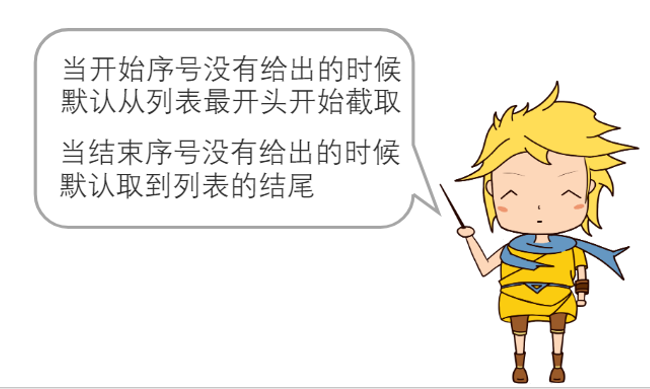 当开始序号没有给出的时候
默认从列表最开头开始截取
当结束序号没有给出的时候
默认取到列表的结尾